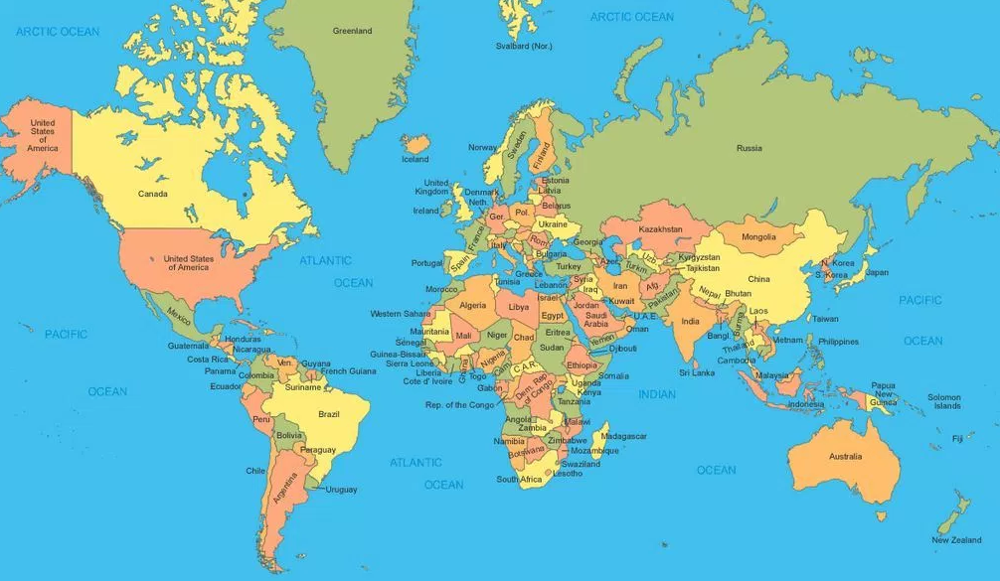 ARCTIC OCEAN
Greenland
Svalbard (Nor.)
ARCTIC OCEAN
United
States
of
America
Canada
Iceland
Norway
Sweden
Finland
Russia
United
Kingdom
Ireland
Denmark
Neth.
Estonia
Latvia
Belarus
Ger.
Pol.
Ukraine
France
Rom.
Italy
Bulgaria
Georgia
Kazakhstan
Mongolia
United States
of America
ATLANTIC
OCEAN
Portugal
Spain
Greece
Turkey
Azer.
Uzb.
Turkm.
Kyrgyzstan
Tajikistan
China
N. Korea
S. Korea
Japan
PACIFIC
OCEAN
Morocco
Tunisia
Lebanon
Syria
Iraq
Iran
Afg.
Pakistan
Nepal
Bhutan
Western Sahara
Algeria
Libya
Egypt
Israel
Jordan
Kuwait
Saudi
Arabia
U.A.E.
Oman
India
Bangl.
Burma
Laos
Taiwan
Mexico
PACIFIC
OCEAN
Guatemala
Honduras
Nicaragua
Costa Rica
Panama
Mauritania
Mali
Niger
Chad
Sudan
Eritrea
Yemen
Djibouti
Thailand
Vietnam
Cambodia
Philippines
Sénegal
Guinea-Bissau
Sierra Leone
Liberia
Cote d' Ivoire
Ghana
Togo
Nigeria
Cam.
C.A.R.
Ethiopia
Somalia
Sri Lanka
Malaysia
Ven.
Guyana
French Guiana
Suriname
Colombia
Ecuador
Gabon
Rep. of the Congo
Dem. Rep
of Congo
Uganda
Kenya
Tanzania
INDIAN
OCEAN
Indonesia
Papua
New
Guinea
Solomon
Islands
Peru
Brazil
Bolivia
Paraguay
Chile
Argentina
Uruguay
ATLANTIC
OCEAN
Angola
Zambia
Malawi
Namibia
Zimbabwe
Botswana
Mozambique
Madagascar
Swaziland
Lesotho
South Africa
Australia
Fiji
New Zealand